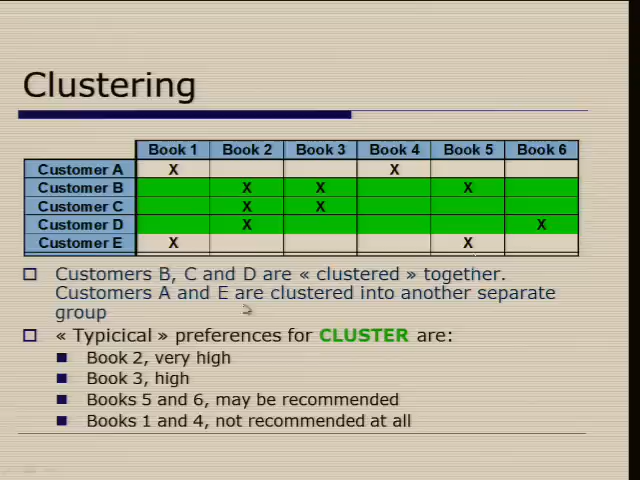 Clustering
Book 1 Book 2 Book 3 Book 4 Book 5 Book 6
Customer A X X
Customer B X X X
Customer C X X
Customer D X X
Customer E X X
Customers B, C and D are « clustered » together.
Customers A and E are clustered into another separate
group
« Typicical » preferences for CLUSTER are:
Book 2, very high
Book 3, high
Books 5 and 6, may be recommended
Books 1 and 4, not recommended at all